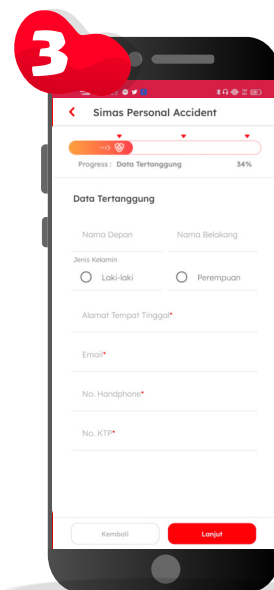 3
Simas Personal Accident
Progress : Data Tertanggung 34%
Data Tertanggung
Nama Depan Nama Belakang
Jenis Kelamin
Laki-laki Perempuan
Alamat Tempat Tinggal*
Email*
No. Handphone*
No. KTP*
Kembali Lanjut